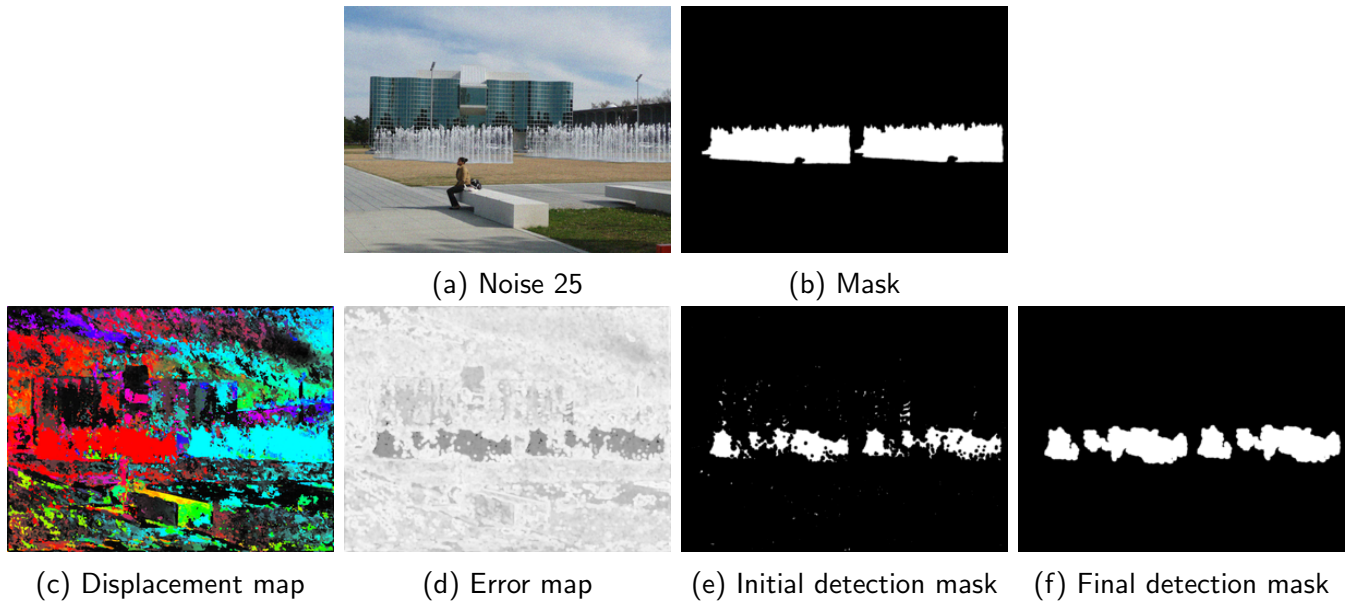 (a) Noise 25
(b) Mask
(c) Displacement map
(d) Error map
(e) Initial detection mask
(f) Final detection mask